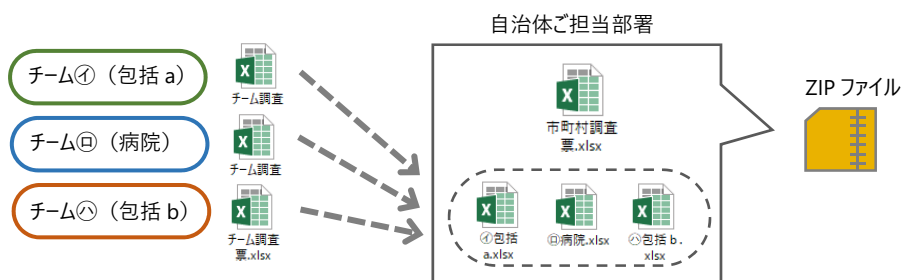 自治体ご担当部署
チーム㋑（包括 a）
チーム調査
チーム㋺（病院）
チーム調査
チーム㋩（包括 b）
チーム調査
票.xlsx
市町村調査
票.xlsx
㋑包括
a.xlsx
㋺病院.xlsx
㋩包括ｂ.
xlsx
ZIP ファイル